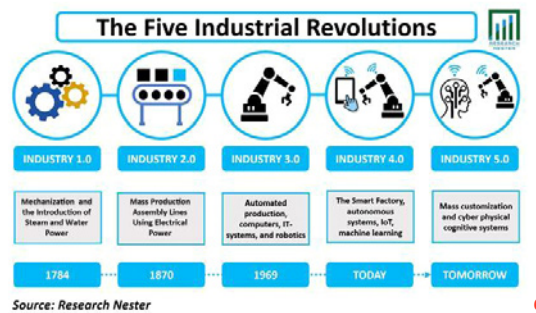 The Five Industrial Revolutions
RESEARCH
NESTER
INDUSTRY 1.0
INDUSTRY 2.0
INDUSTRY 3.0
INDUSTRY 4.0
INDUSTRY 5.0
Mechanization and
the Introduction of
Steam and Water
Power
Mass Production
Assembly Lines
Using Electrical
Power
Automated
production,
computers, IT-
systems, and robotics
The Smart Factory,
autonomous
systems, IoT,
machine learning
Mass customization
and cyber physical
cognitive systems
1784
1870
1969
TODAY
TOMORROW
Source: Research Nester